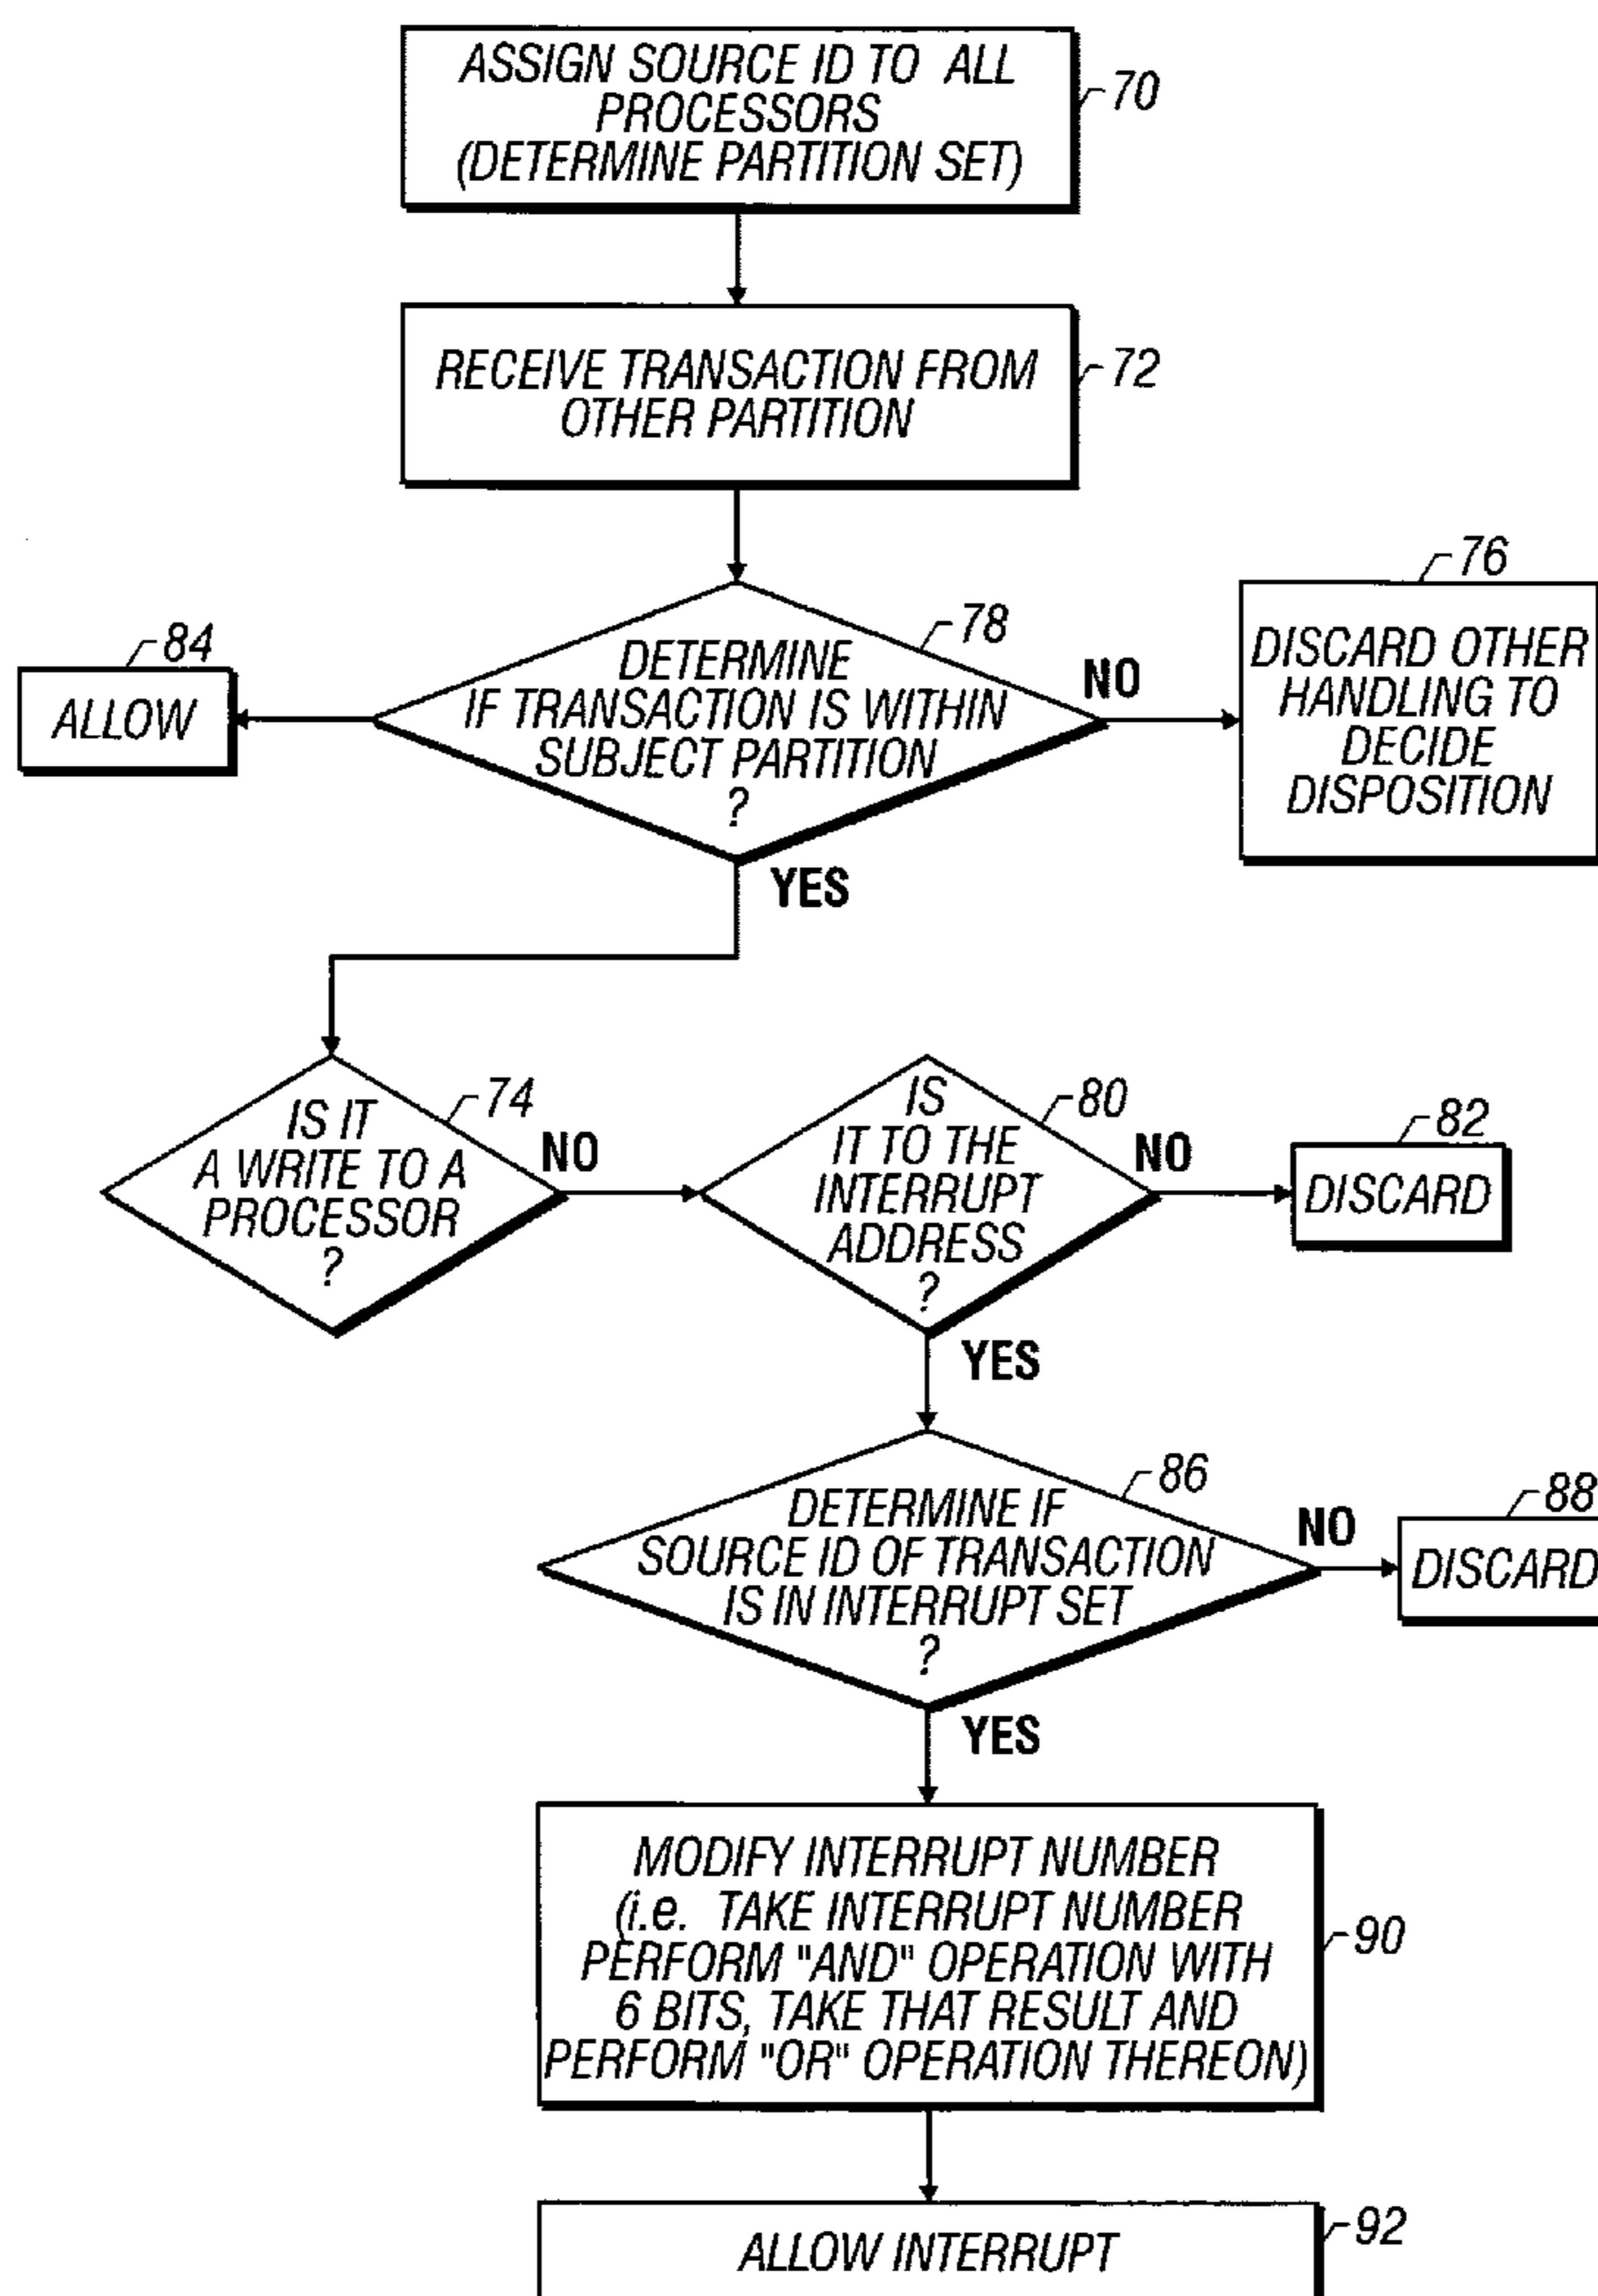 ASSIGN SOURCE ID TO ALL
PROCESSORS
(DETERMINE PARTITION SET)
70
RECEIVE TRANSACTION FROM
OTHER PARTITION
72
76
84
78
ALLOW
DETERMINE
IF TRANSACTION IS WITHIN
SUBJECT PARTITION
?
NO
DISCARD OTHER
HANDLING TO
DECIDE
DISPOSITION
YES
74
IS IT
A WRITE TO A
PROCESSOR
?
NO
80
IS
IT TO THE
INTERRUPT
ADDRESS
?
NO
82
DISCARD
YES
86
DETERMINE IF
SOURCE ID OF TRANSACTION
IS IN INTERRUPT SET
?
NO
88
DISCARD
YES
MODIFY INTERRUPT NUMBER
(i.e. TAKE INTERRUPT NUMBER
PERFORM "AND" OPERATION WITH
6 BITS, TAKE THAT RESULT AND
PERFORM "OR" OPERATION THEREON)
90
ALLOW INTERRUPT
92